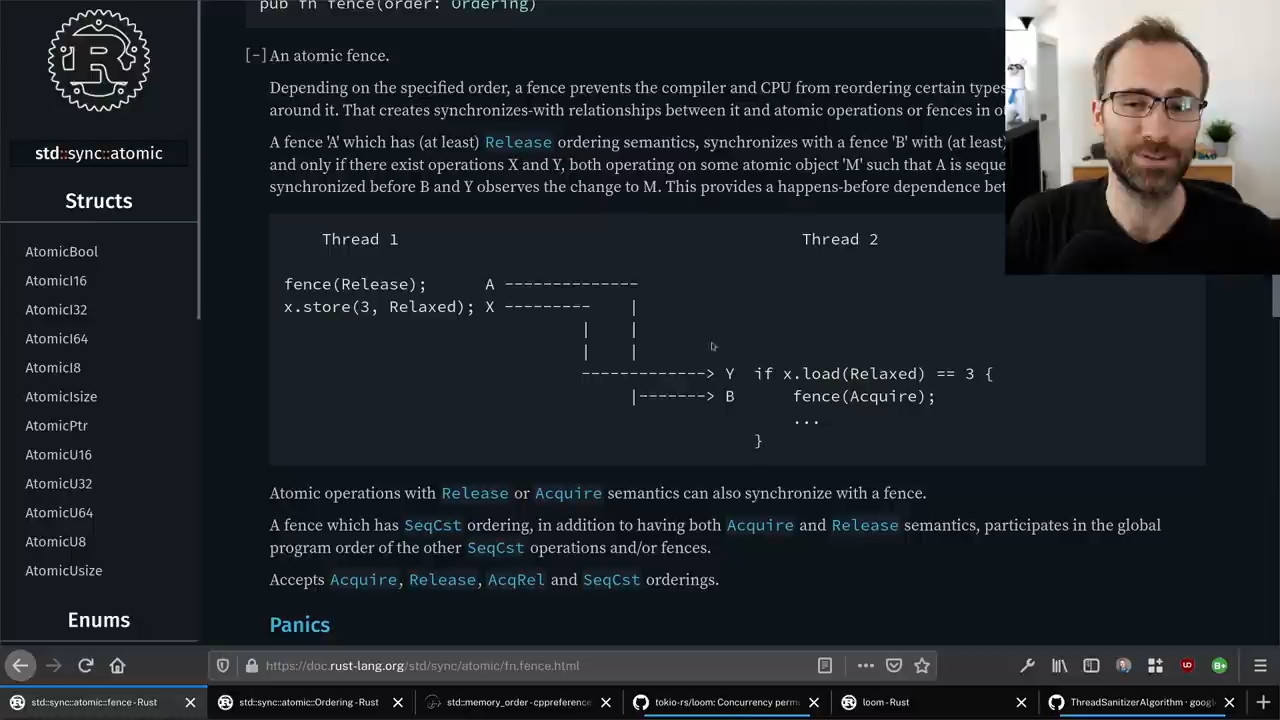 pub fn fence(order: Ordering)
[−] An atomic fence.
Depending on the specified order, a fence prevents the compiler and CPU from reordering certain types
around it. That creates synchronizes-with relationships between it and atomic operations or fences in
A fence 'A' which has (at least) Release ordering semantics, synchronizes with a fence 'B' with (at least)
and only if there exist operations X and Y, both operating on some atomic object 'M' such that A is
synchronized before B and Y observes the change to M. This provides a happens-before dependence
Thread 1 Thread 2
fence(Release); A --------------
x.store(3, Relaxed); X --------- |
| |
| |
-------------> Y if x.load(Relaxed) == 3 {
|-------> B fence(Acquire);
...
}
Atomic operations with Release or Acquire semantics can also synchronize with a fence.
A fence which has SeqCst ordering, in addition to having both Acquire and Release semantics, participates in the global
program order of the other SeqCst operations and/or fences.
Accepts Acquire, Release, AcqRel and SeqCst orderings.
Panics
R
std::sync::atomic
Structs
AtomicBool
AtomicI16
AtomicI32
AtomicI64
AtomicI8
AtomicIsize
AtomicPtr
AtomicU16
AtomicU32
AtomicU64
AtomicU8
AtomicUsize
Enums
https://doc.rust-lang.org/std/sync/atomic/fn.fence.html
std::sync::atomic::fence - Rust
std::sync::atomic::Ordering - Rust
std::memory_order - cppreference
tokio-rs/loom: Concurrency perm
loom - Rust
ThreadSanitizerAlgorithm · googl